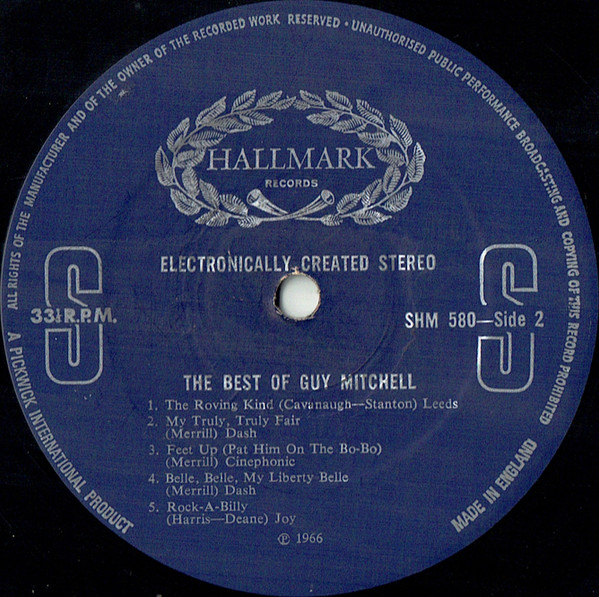 ALL RIGHTS OF THE MANUFACTURER AND OF THE OWNER OF THE RECORDED WORK RESERVED · UNAUTHORISED PUBLIC PERFORMANCE BROADCASTING AND COPYING OF THIS RECORD PROHIBITED
HALLMARK
RECORDS
ELECTRONICALLY CREATED STEREO
S
33⅓ R.P.M.
S
SHM 580—Side 2
THE BEST OF GUY MITCHELL
1. The Roving Kind (Cavanaugh—Stanton) Leeds
2. My Truly, Truly Fair
(Merrill) Dash
3. Feet Up (Pat Him On The Bo-Bo)
(Merrill) Cinephonic
4. Belle, Belle, My Liberty Belle
(Merrill) Dash
5. Rock-A-Billy
(Harris—Deane) Joy
℗ 1966
A PICKWICK INTERNATIONAL PRODUCT
MADE IN ENGLAND